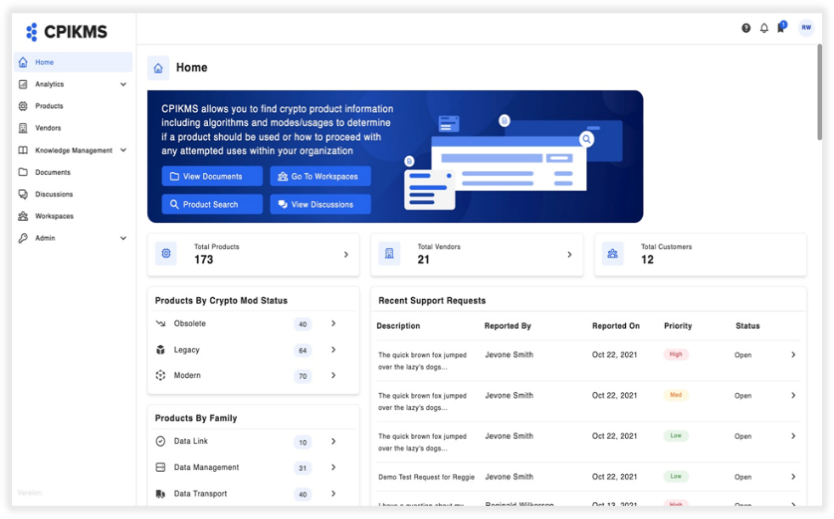 CPIKMS
RW
Home
Analytics
Products
Vendors
Knowledge Management
Documents
Discussions
Workspaces
Admin
Version:
Home
CPIKMS allows you to find crypto product information
including algorithms and modes/usages to determine
if a product should be used or how to proceed with
any attempted uses within your organization
View Documents
Go To Workspaces
Product Search
View Discussions
Total Products
173
Total Vendors
21
Total Customers
12
Products By Crypto Mod Status
Obsolete 40
Legacy 64
Modern 70
Products By Family
Data Link 10
Data Management 31
Data Transport 40
Recent Support Requests
Description Reported By Reported On Priority Status
The quick brown fox jumped
over the lazy's dogs... Jevone Smith Oct 22, 2021 High Open
The quick brown fox jumped
over the lazy's dogs... Jevone Smith Oct 22, 2021 Med Open
The quick brown fox jumped
over the lazy's dogs... Jevone Smith Oct 22, 2021 Low Open
Demo Test Request for Reggie Jevone Smith Oct 22, 2021 Low Open
I have a question about my Reginald Wilkerson Oct 13, 2021 High Open